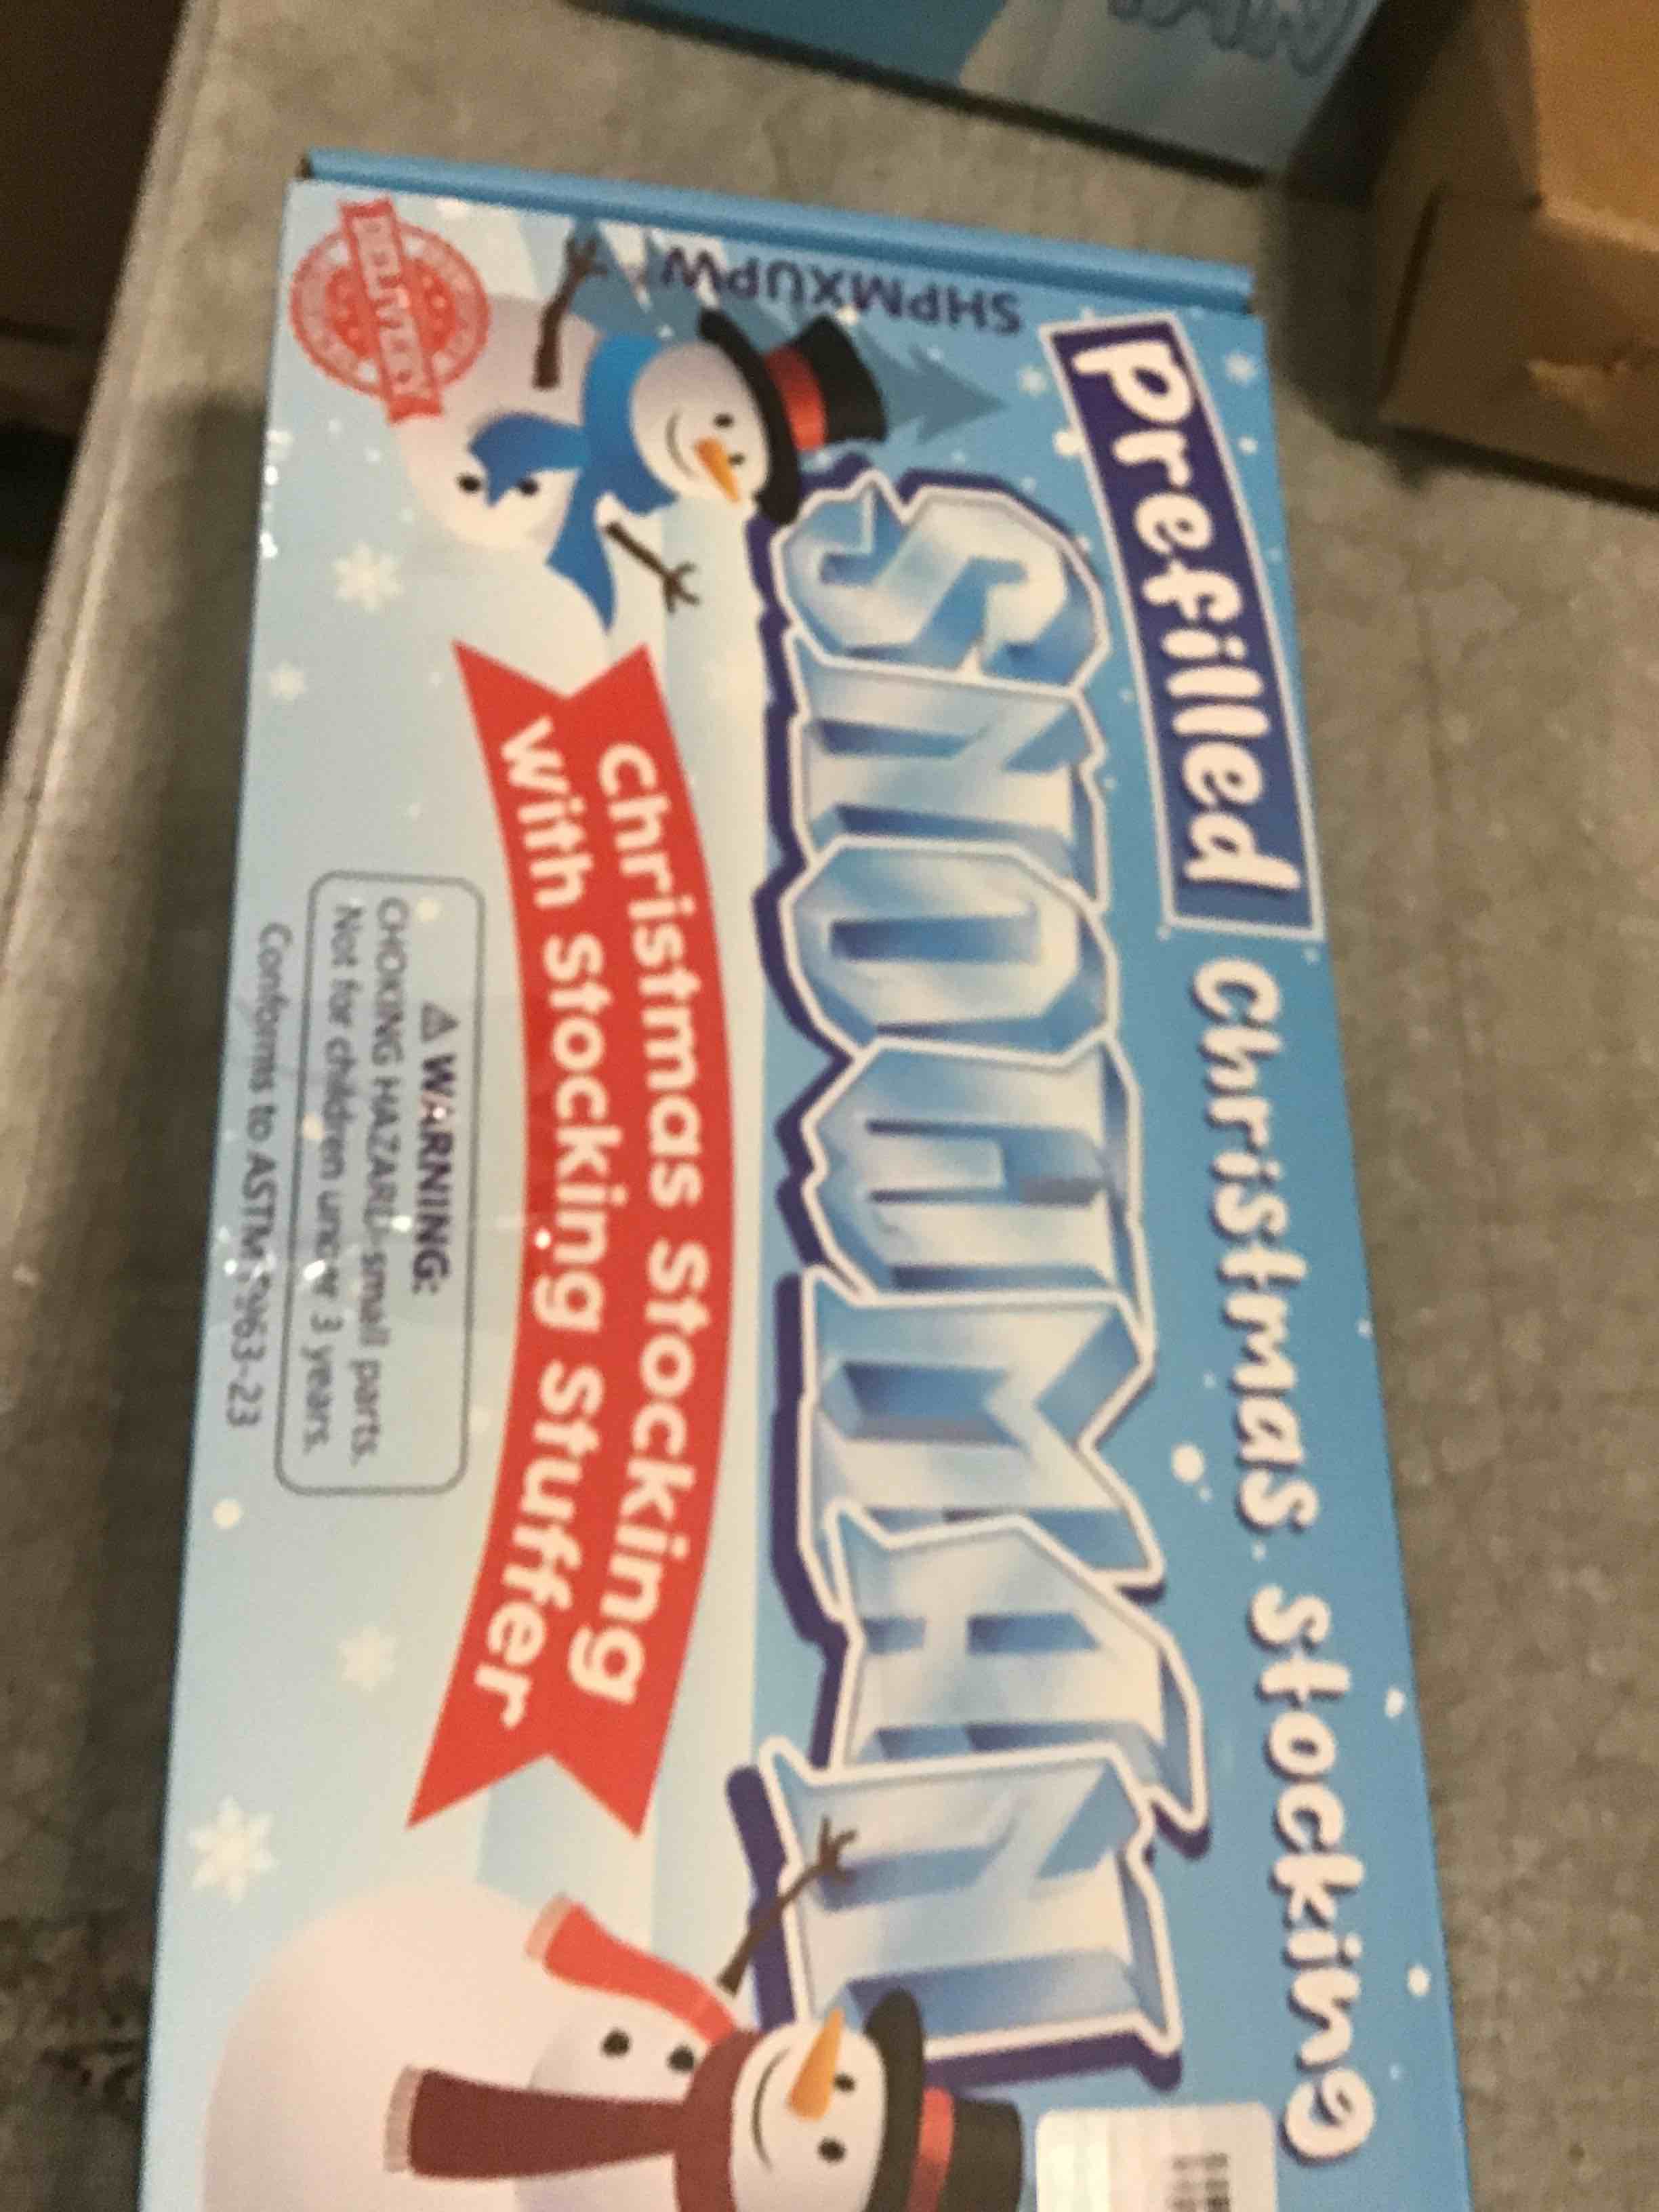 SHPMXUPW
Prefilled Christmas Stocking
SNOWMAN
Christmas Stocking
With Stocking Stuffer
⚠ WARNING:
CHOKING HAZARD-small parts.
Not for children under 3 years.
Conforms to ASTM F963-23